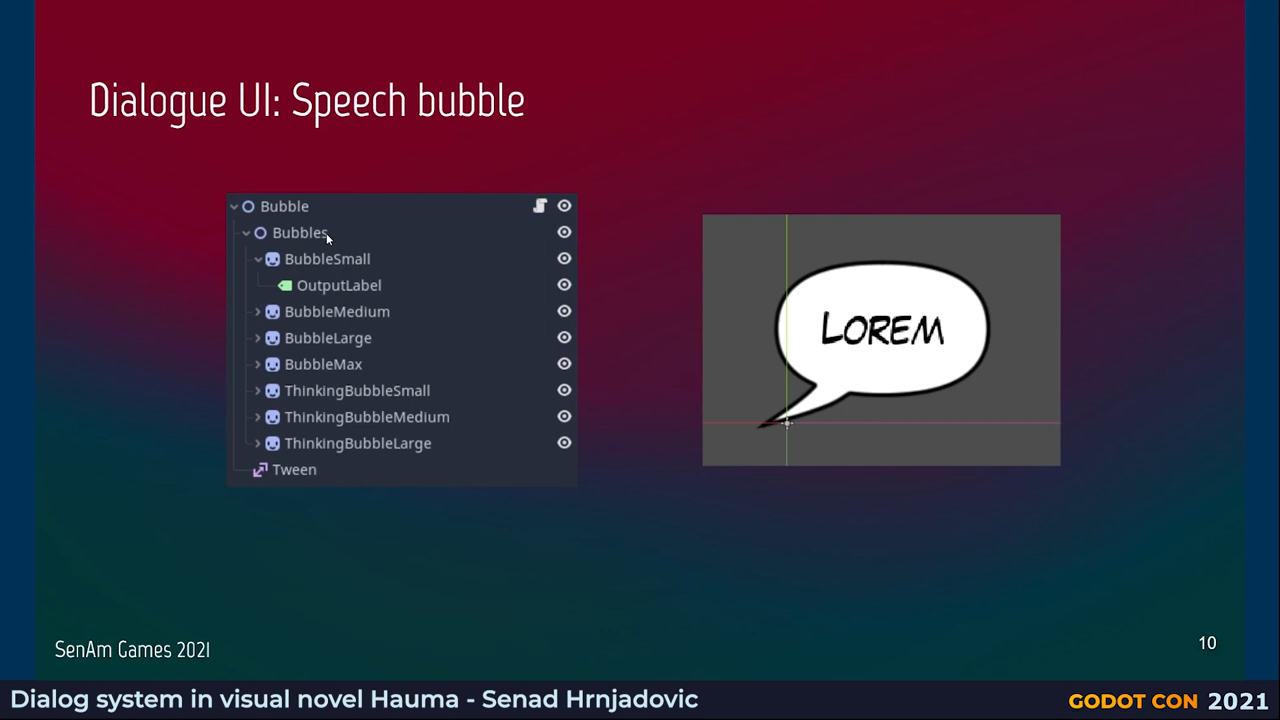 Dialogue UI: Speech bubble
Bubble
Bubbles
BubbleSmall
OutputLabel
BubbleMedium
BubbleLarge
BubbleMax
ThinkingBubbleSmall
ThinkingBubbleMedium
ThinkingBubbleLarge
Tween
LOREM
SenAm Games 2021
10
Dialog system in visual novel Hauma - Senad Hrnjadovic
GODOT CON 2021